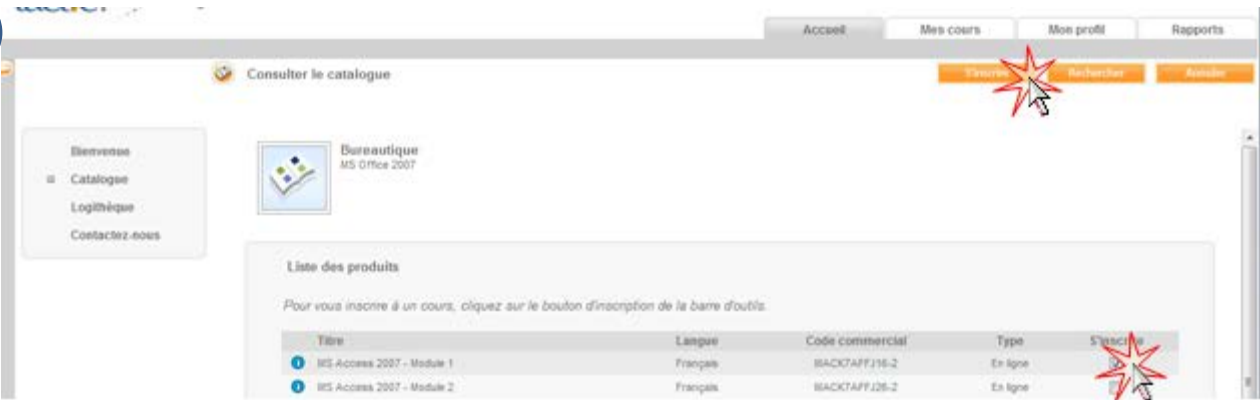 Accueil Mes cours Mon profil Rapports
Consulter le catalogue S'inscrire Rechercher Annuler
Bienvenue
Catalogue
Logithèque
Contactez-nous
Bureautique
MS Office 2007
Liste des produits
Pour vous inscrire à un cours, cliquez sur le bouton d'inscription de la barre d'outils.
Titre Langue Code commercial Type S'inscrire
MS Access 2007 - Module 1 Français En ligne
MS Access 2007 - Module 2 Français En ligne